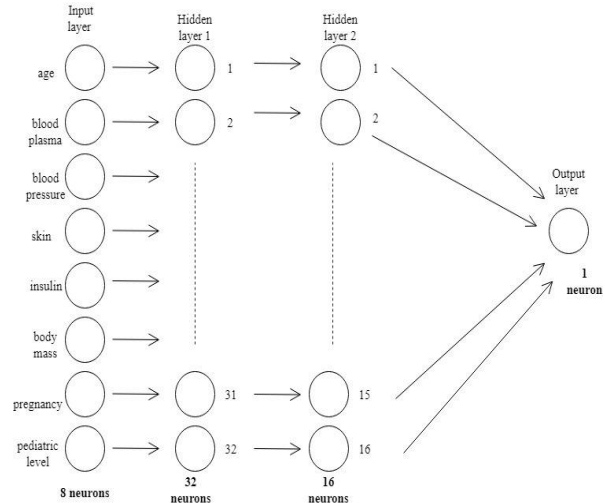 Input
layer
Hidden
layer 1
Hidden
layer 2
age
1
1
blood
plasma
2
2
blood
pressure
Output
layer
skin
1
neuron
insulin
body
mass
pregnancy
31
15
pediatric
level
32
16
8 neurons
32
neurons
16
neurons